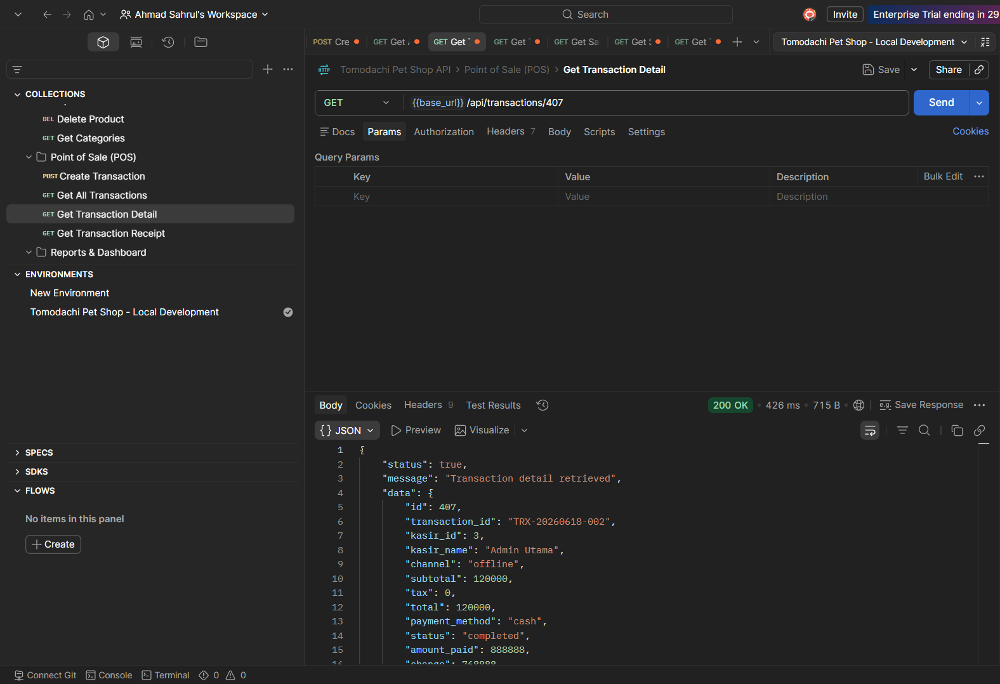 Ahmad Sahrul's Workspace
Search
Invite
Enterprise Trial ending in 29
POST Cre
GET Get
GET Get
GET Get
GET Get Sa
GET Get
GET Get
Tomodachi Pet Shop - Local Development
COLLECTIONS
DEL Delete Product
GET Get Categories
Point of Sale (POS)
POST Create Transaction
GET Get All Transactions
GET Get Transaction Detail
GET Get Transaction Receipt
Reports & Dashboard
ENVIRONMENTS
New Environment
Tomodachi Pet Shop - Local Development
SPECS
SDKS
FLOWS
No items in this panel
Create
HTTP Tomodachi Pet Shop API > Point of Sale (POS) > Get Transaction Detail
Save
Share
GET
{{base_url}} /api/transactions/407
Send
Docs
Params
Authorization
Headers 7
Body
Scripts
Settings
Cookies
Query Params
Key Value Description Bulk Edit
Key Value Description
Body
Cookies
Headers 9
Test Results
200 OK
426 ms
715 B
e.g. Save Response
{} JSON
Preview
Visualize
1 {
2 "status": true,
3 "message": "Transaction detail retrieved",
4 "data": {
5 "id": 407,
6 "transaction_id": "TRX-20260618-002",
7 "kasir_id": 3,
8 "kasir_name": "Admin Utama",
9 "channel": "offline",
10 "subtotal": 120000,
11 "tax": 0,
12 "total": 120000,
13 "payment_method": "cash",
14 "status": "completed",
15 "amount_paid": 888888,
16 "change": 768888
Connect Git
Console
Terminal
0
0